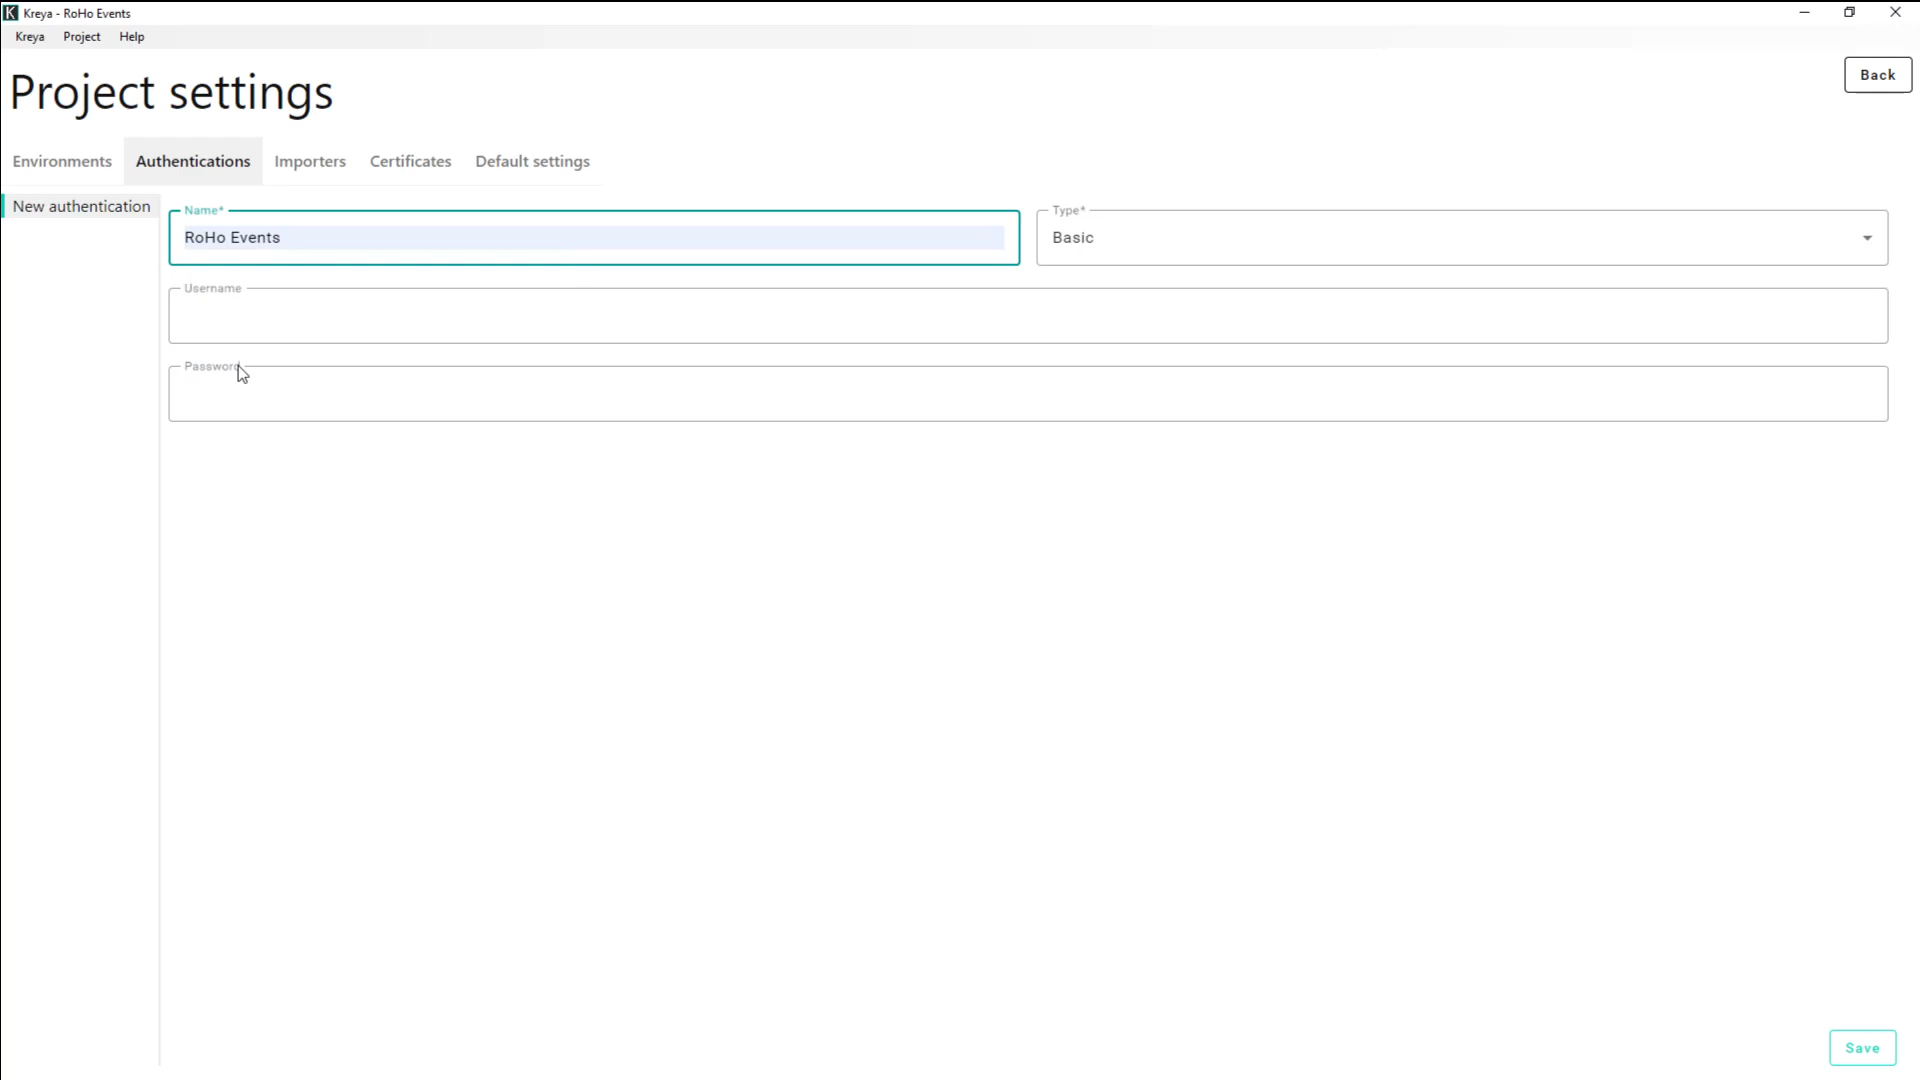 Kreya - RoHo Events
Kreya Project Help
Project settings
Back
Environments Authentications Importers Certificates Default settings
New authentication
Name*
RoHo Events
Type*
Basic
Username
Password
Save